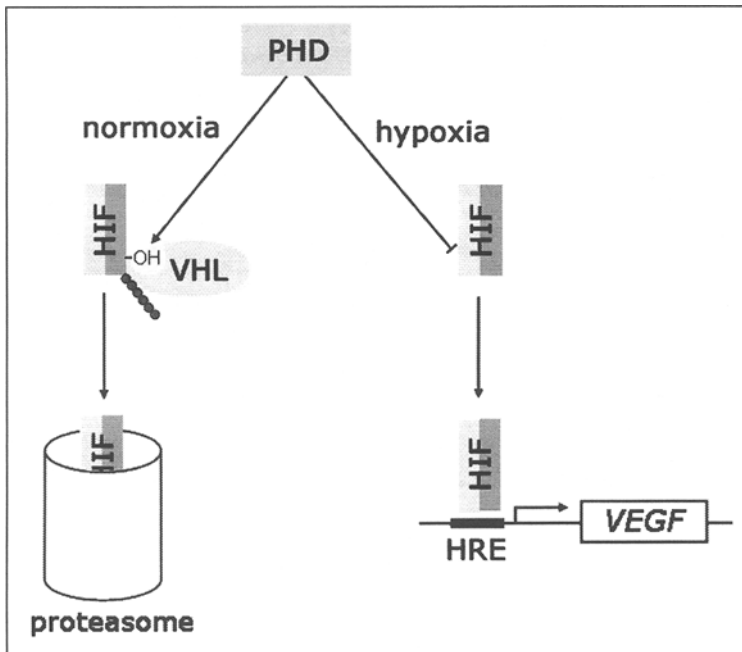 PHD
normoxia
hypoxia
HIF
HIF
-OH
VHL
HIF
HIF
VEGF
HRE
proteasome